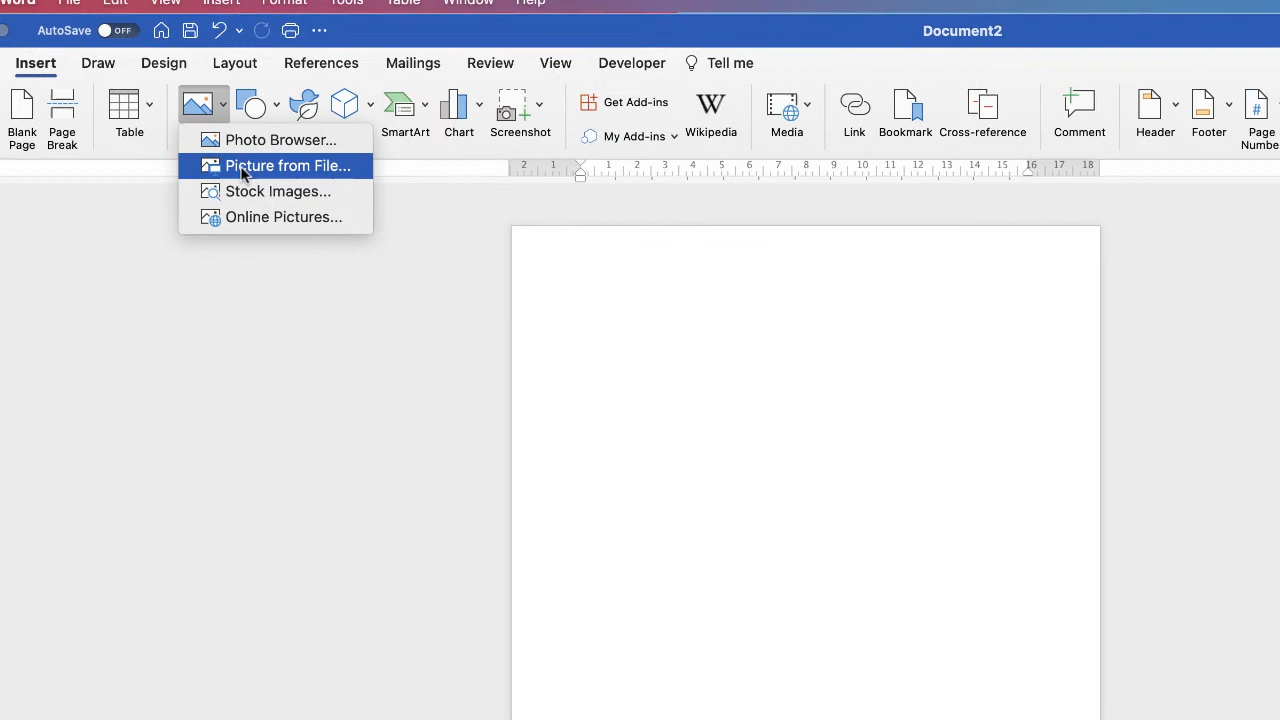 Word File Edit View Insert Format Tools Table Window Help
AutoSave OFF Document2
Insert Draw Design Layout References Mailings Review View Developer Tell me
Blank Page
Page Break
Table
SmartArt
Chart
Screenshot
Get Add-ins
My Add-ins
W
Wikipedia
Media
Link
Bookmark
Cross-reference
Comment
Header
Footer
#
Page
Numbe
Photo Browser...
Picture from File...
Stock Images...
Online Pictures...
2 1 1 2 3 4 5 6 7 8 9 10 11 12 13 14 15 16 17 18